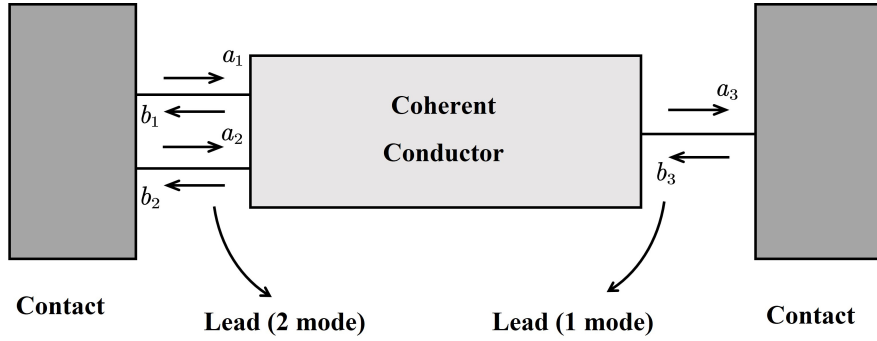 a₁
b₁
a₂
b₂
Coherent
Conductor
a₃
b₃
Contact
Lead (2 mode)
Lead (1 mode)
Contact